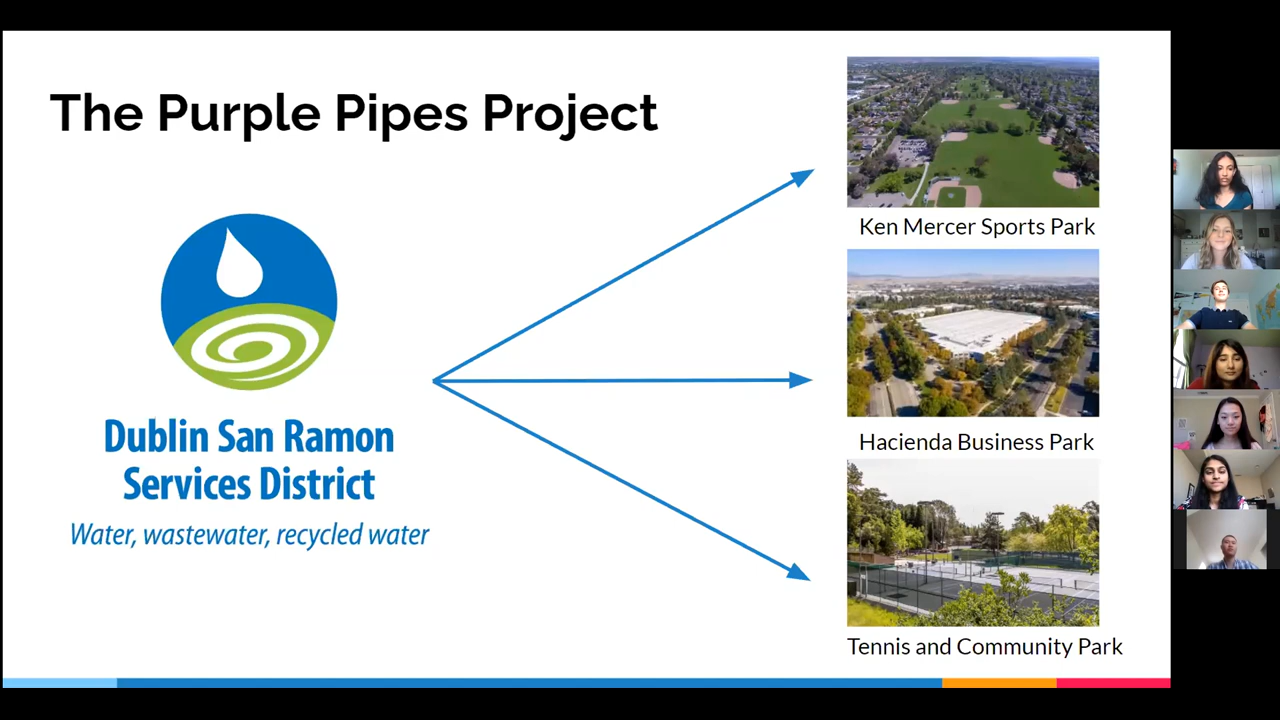 The Purple Pipes Project
Dublin San Ramon
Services District
Water, wastewater, recycled water
Ken Mercer Sports Park
Hacienda Business Park
Tennis and Community Park